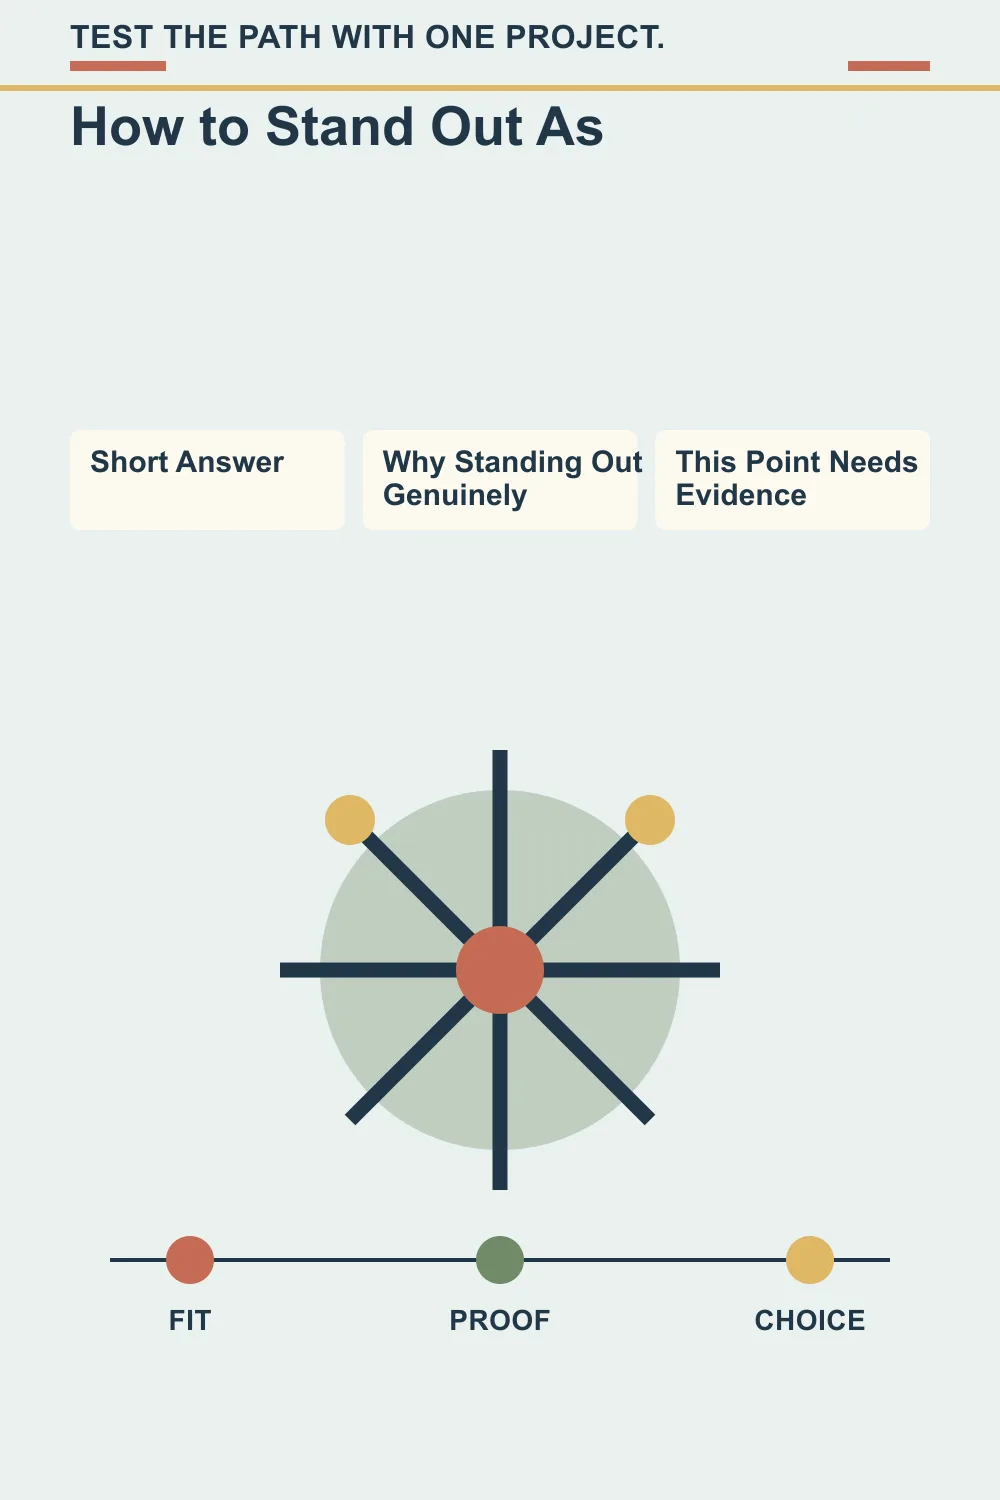 TEST THE PATH WITH ONE PROJECT.
How to Stand Out As
Short Answer
Why Standing Out
Genuinely
This Point Needs
Evidence
FIT
PROOF
CHOICE